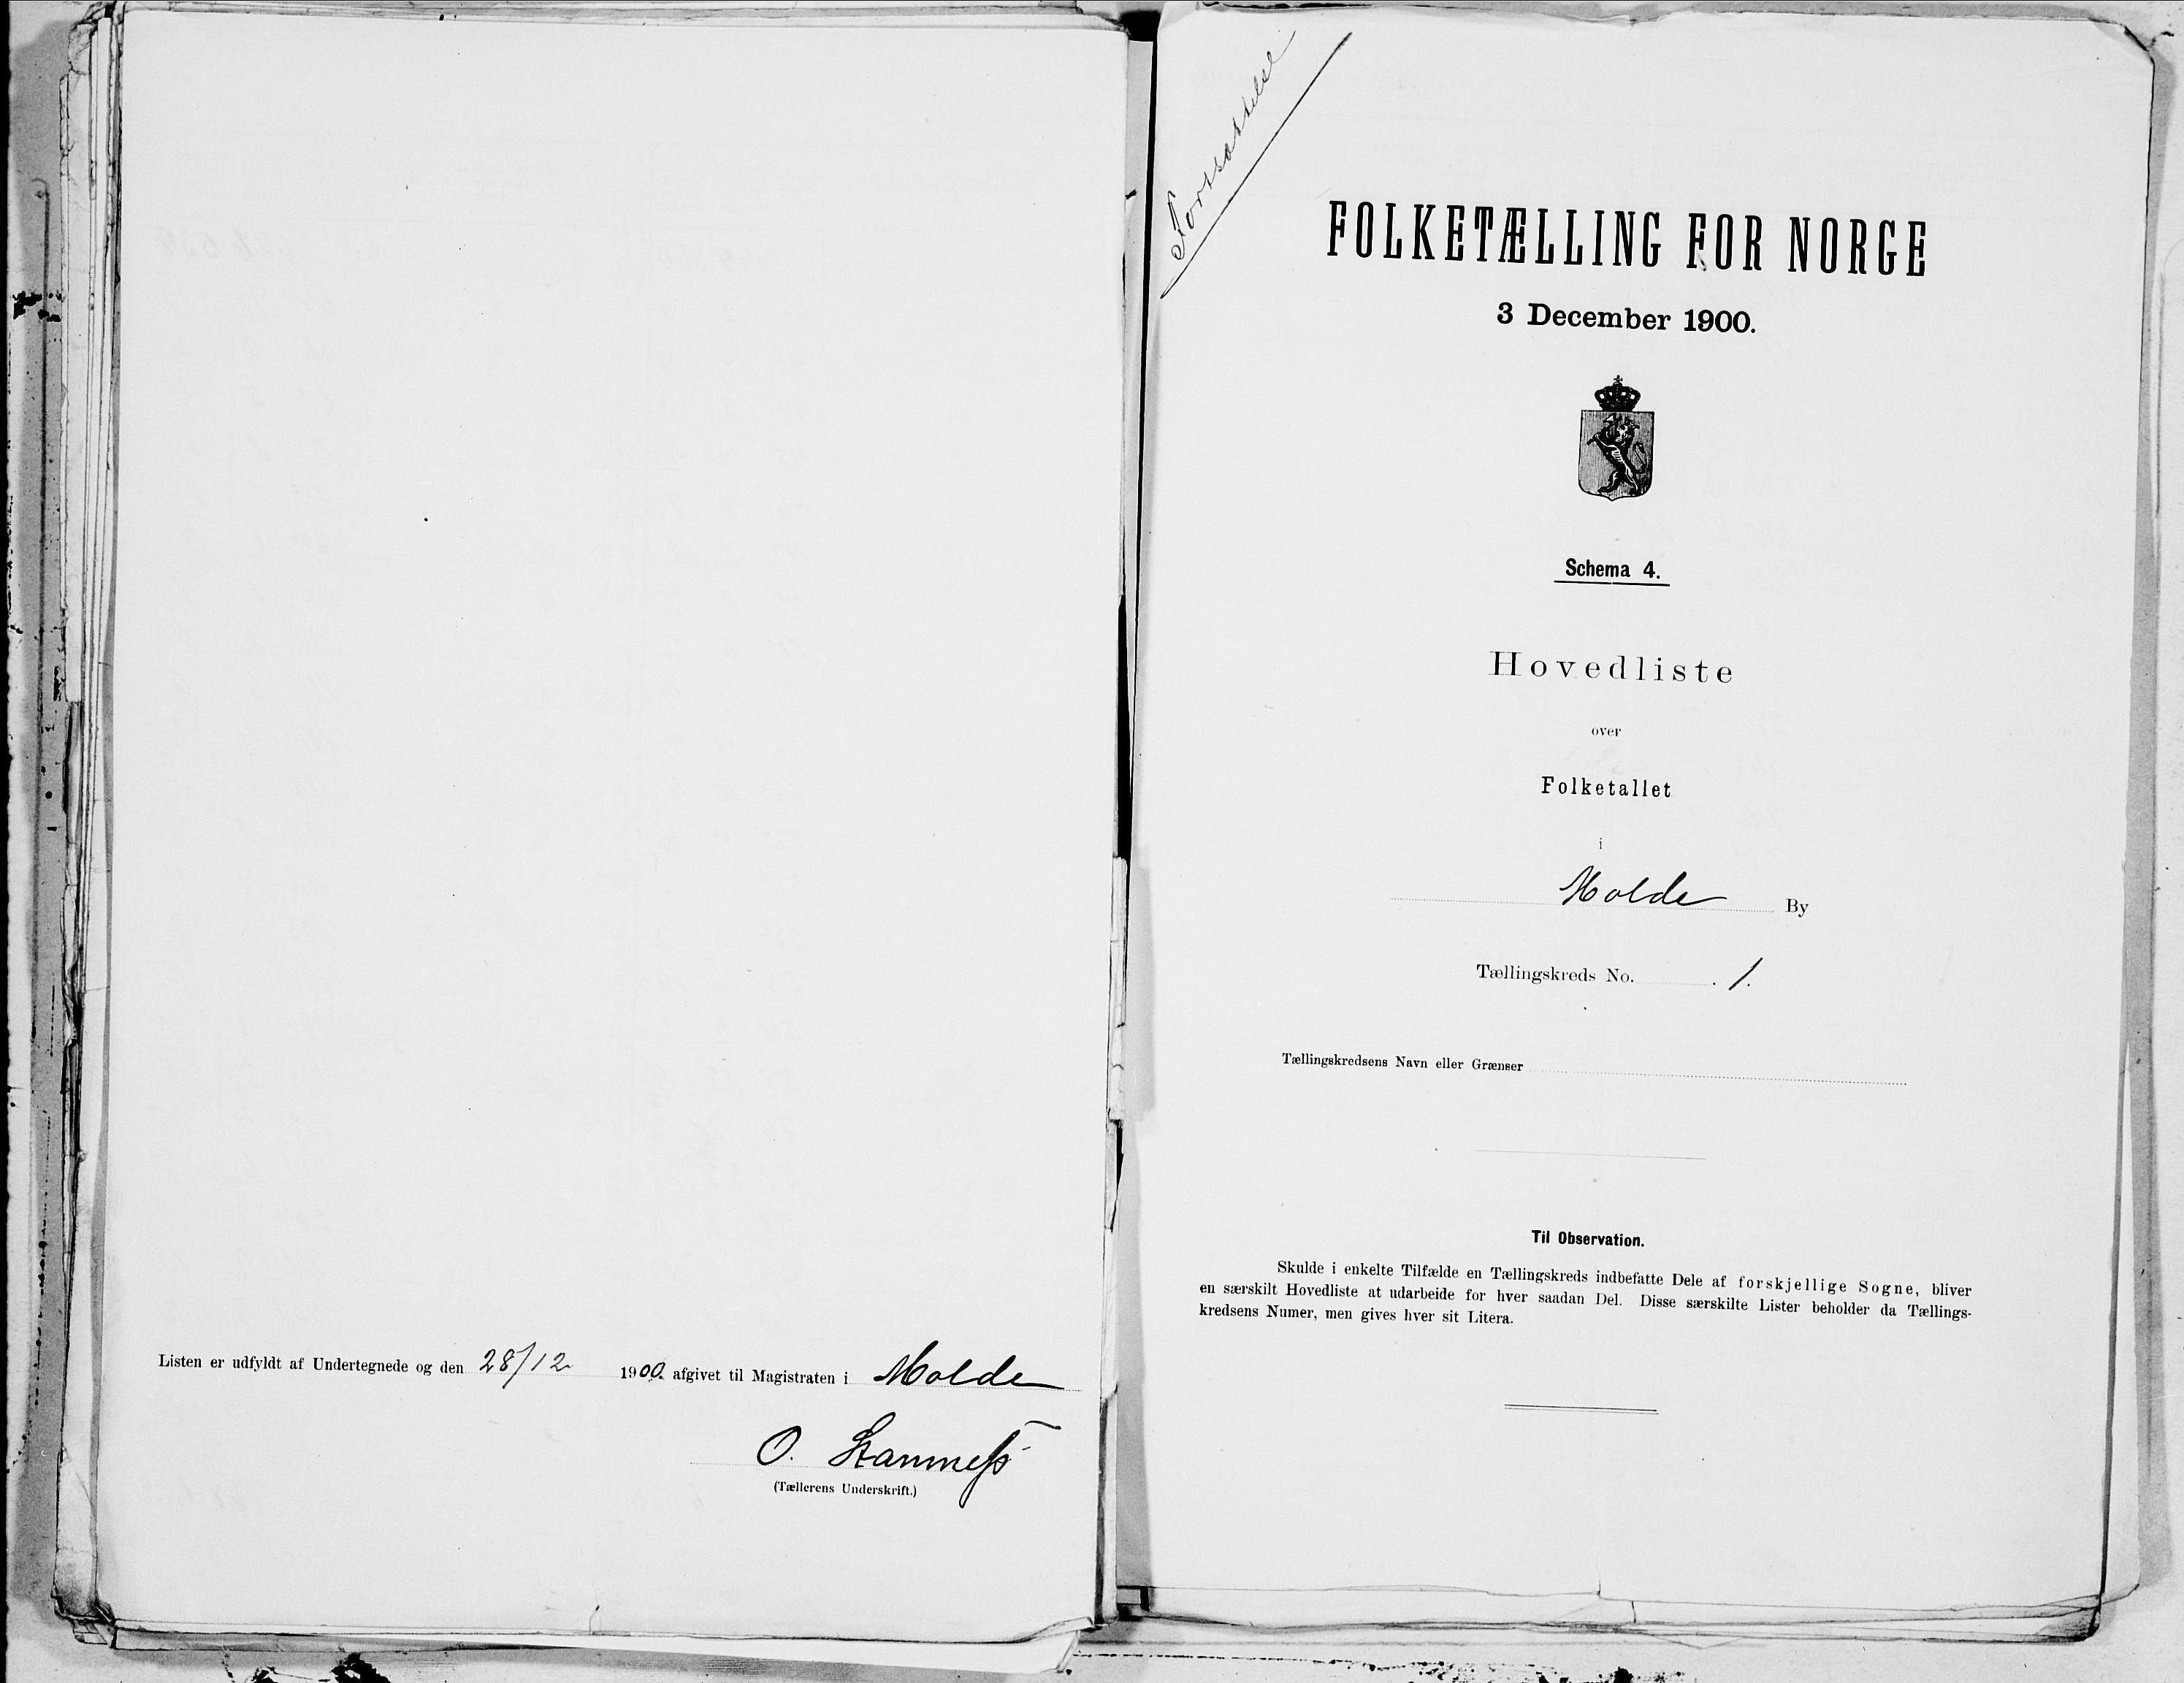 Listen er udfyldt af Undertegnede og den 28/12 1900. afgivet til Magistraten i Molde
O.
(Tællerens Underskrift.)
Fortsættelse
FOLKETÆLLING FOR NORGE
3 December 1900.
Schema 4.
Hovedliste
over
Folketallet
i
Molde By
Tællingskreds No. 1.
Tællingskredsens Navn eller Grænser
Til Observation.
Skulde i enkelte Tilfælde en Tællingskreds indbefatte Dele af forskjellige Sogne, bliver
en særskilt Hovedliste at udarbeide for hver saadan Del. Disse særskilte Lister beholder da Tællings-
kredsens Numer, men gives hver sit Litera.